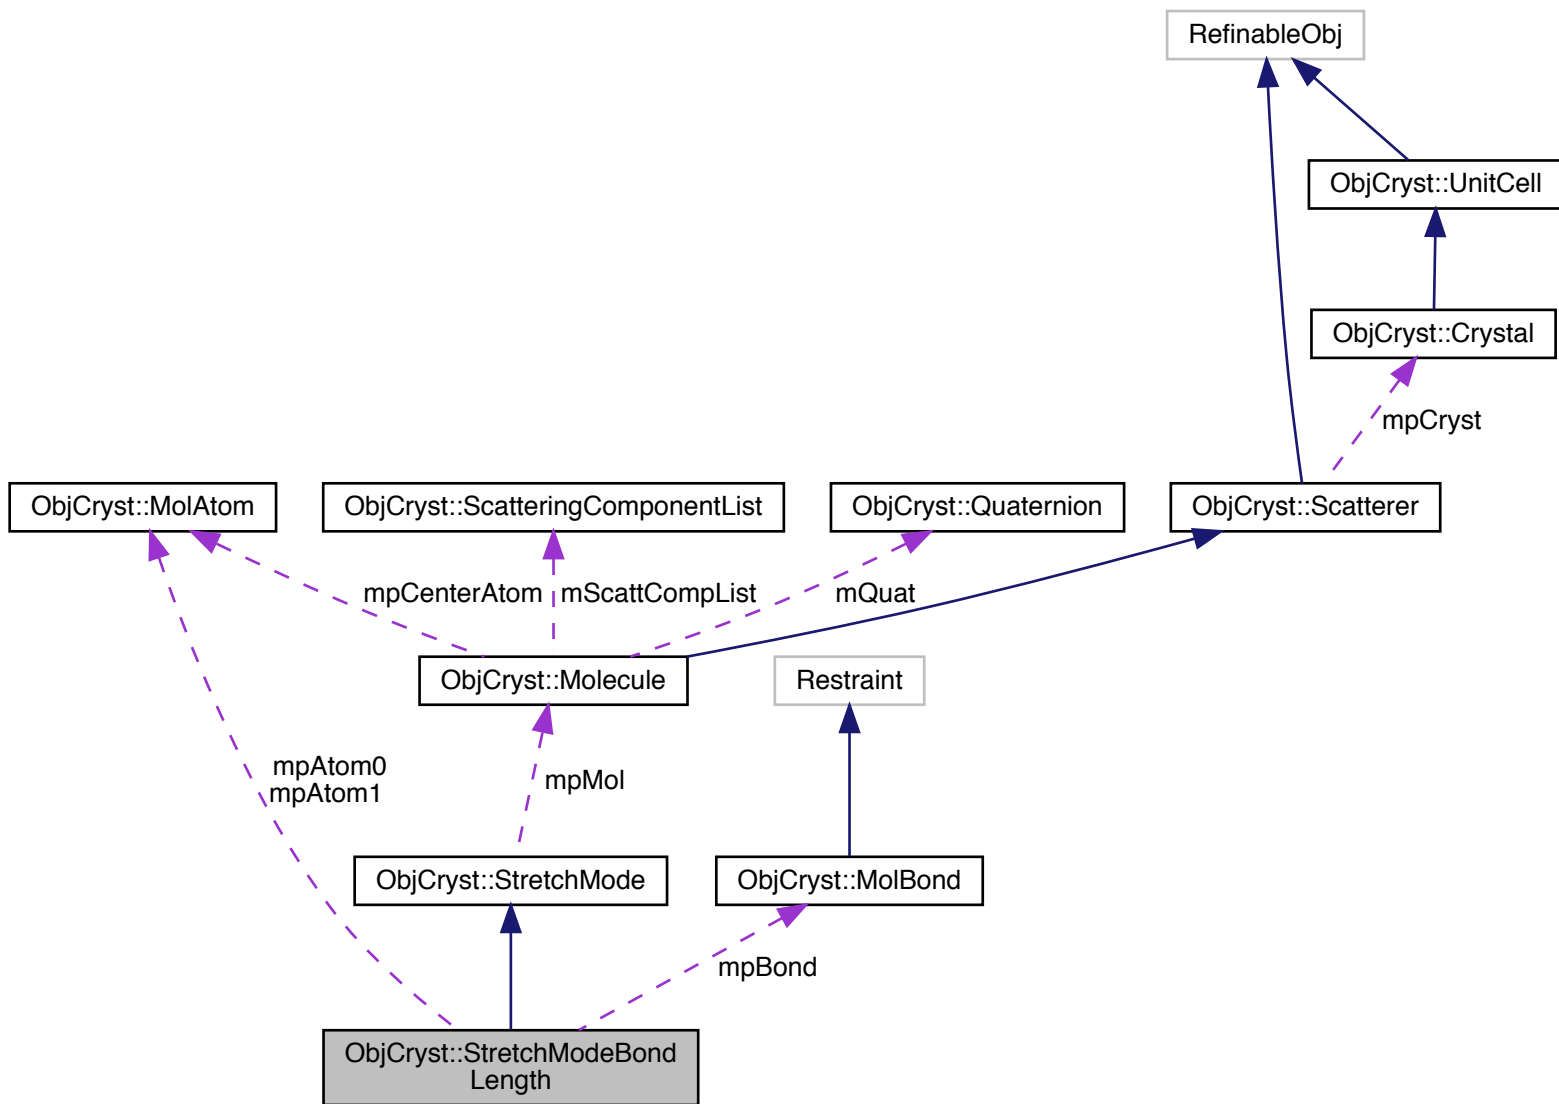 RefinableObj
ObjCryst::UnitCell
ObjCryst::Crystal
mpCryst
ObjCryst::MolAtom
ObjCryst::ScatteringComponentList
ObjCryst::Quaternion
ObjCryst::Scatterer
mpCenterAtom
mScattCompList
mQuat
ObjCryst::Molecule
Restraint
mpAtom0
mpAtom1
mpMol
ObjCryst::StretchMode
ObjCryst::MolBond
mpBond
ObjCryst::StretchModeBond
Length